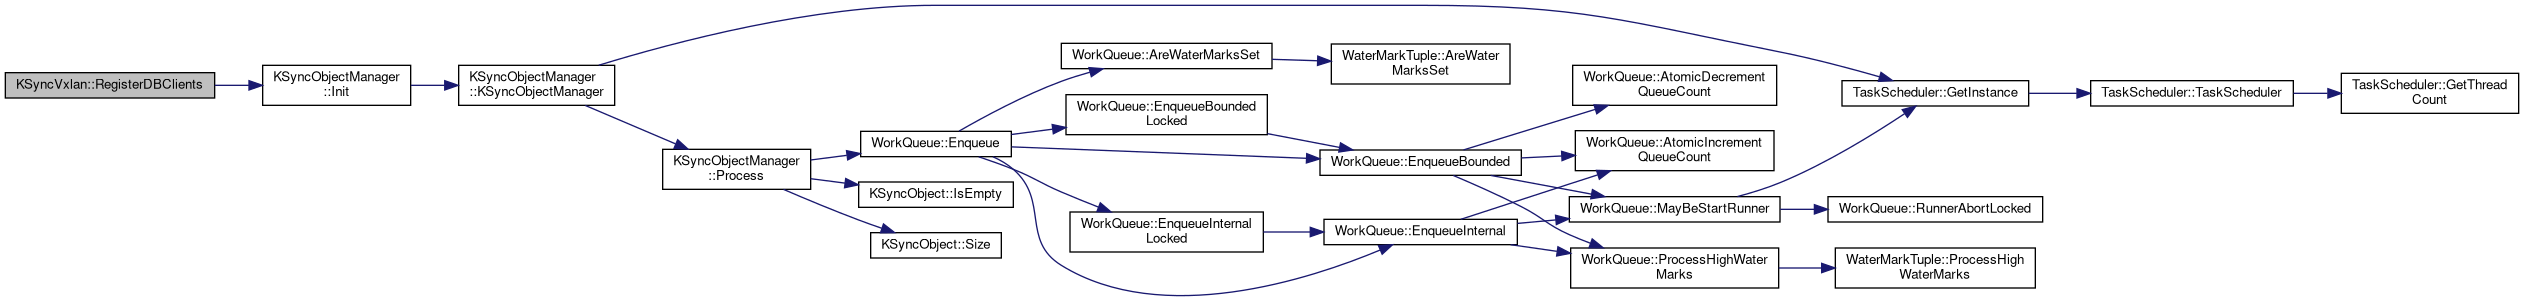 KSyncVxlan::RegisterDBClients
KSyncObjectManager
::Init
KSyncObjectManager
::KSyncObjectManager
KSyncObjectManager
::Process
WorkQueue::Enqueue
KSyncObject::IsEmpty
KSyncObject::Size
WorkQueue::AreWaterMarksSet
WorkQueue::EnqueueBounded
Locked
WorkQueue::EnqueueInternal
Locked
WaterMarkTuple::AreWater
MarksSet
WorkQueue::EnqueueBounded
WorkQueue::EnqueueInternal
WorkQueue::AtomicDecrement
QueueCount
WorkQueue::AtomicIncrement
QueueCount
WorkQueue::MayBeStartRunner
WorkQueue::ProcessHighWater
Marks
TaskScheduler::GetInstance
WorkQueue::RunnerAbortLocked
WaterMarkTuple::ProcessHigh
WaterMarks
TaskScheduler::TaskScheduler
TaskScheduler::GetThread
Count